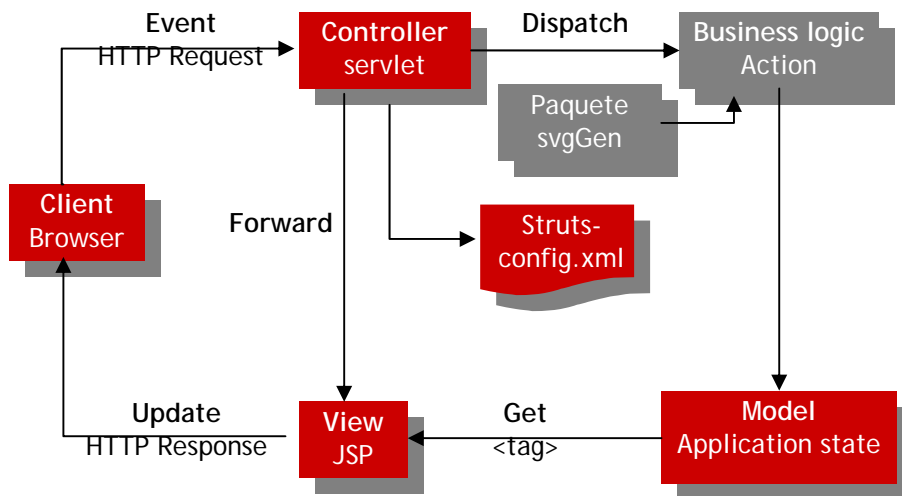 Event
HTTP Request
Controller
servlet
Dispatch
Business logic
Action
Paquete
svgGen
Client
Browser
Forward
Struts-
config.xml
Update
HTTP Response
View
JSP
Get
<tag>
Model
Application state